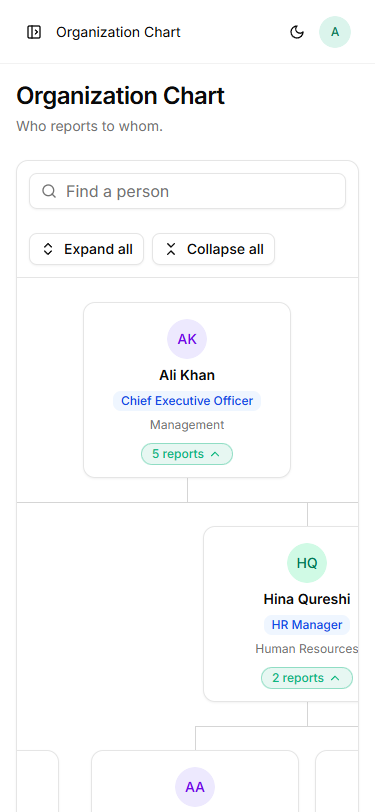 Organization Chart
A
Organization Chart
Who reports to whom.
Find a person
Expand all
Collapse all
AK
Ali Khan
Chief Executive Officer
Management
5 reports
HQ
Hina Qureshi
HR Manager
Human Resources
2 reports
AA